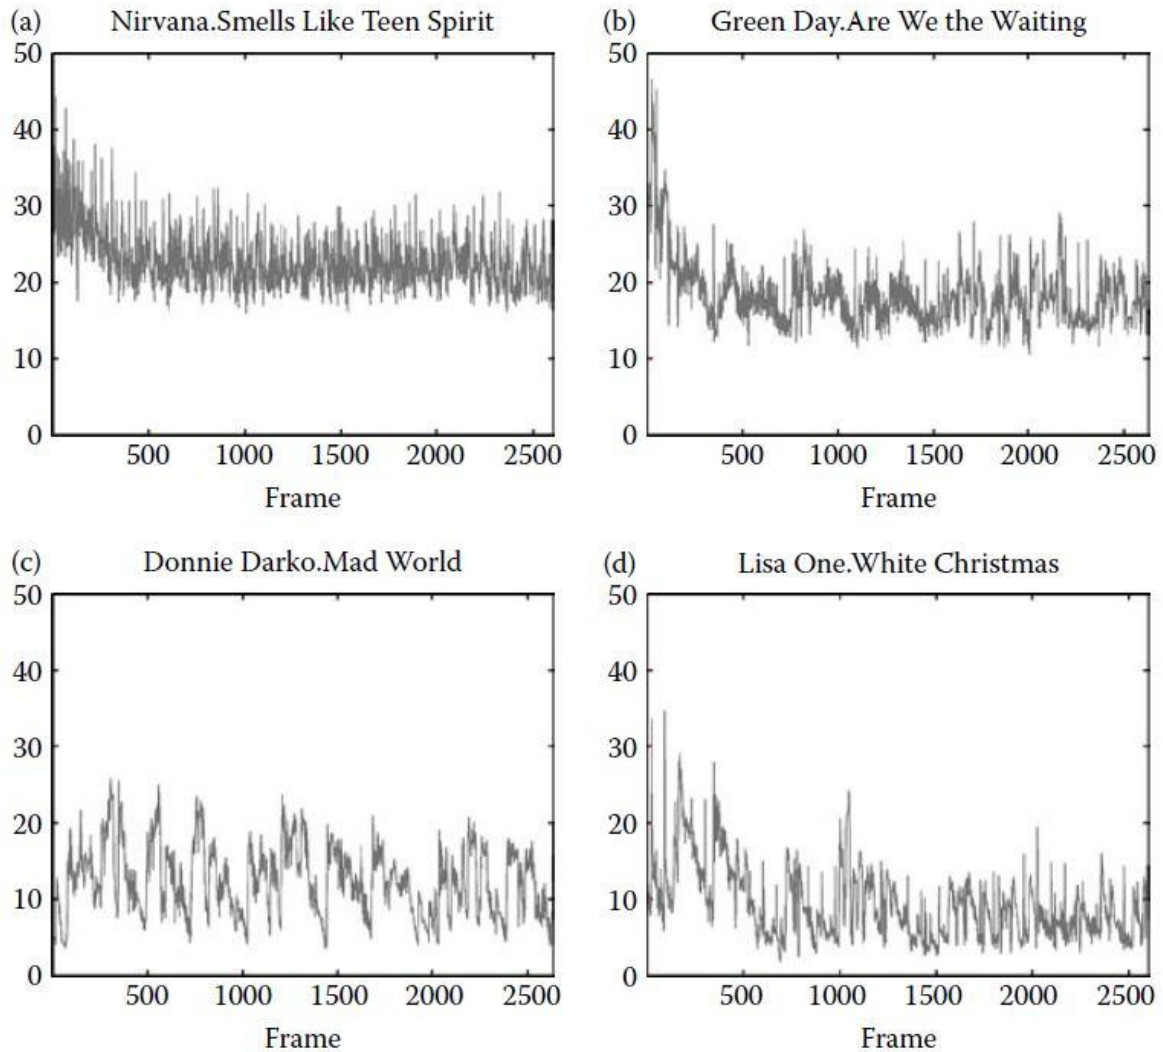 (a) Nirvana.Smells Like Teen Spirit
50
40
30
20
10
0
500 1000 1500 2000 2500
Frame
(b) Green Day.Are We the Waiting
50
40
30
20
10
0
500 1000 1500 2000 2500
Frame
(c) Donnie Darko.Mad World
50
40
30
20
10
0
500 1000 1500 2000 2500
Frame
(d) Lisa One.White Christmas
50
40
30
20
10
0
500 1000 1500 2000 2500
Frame